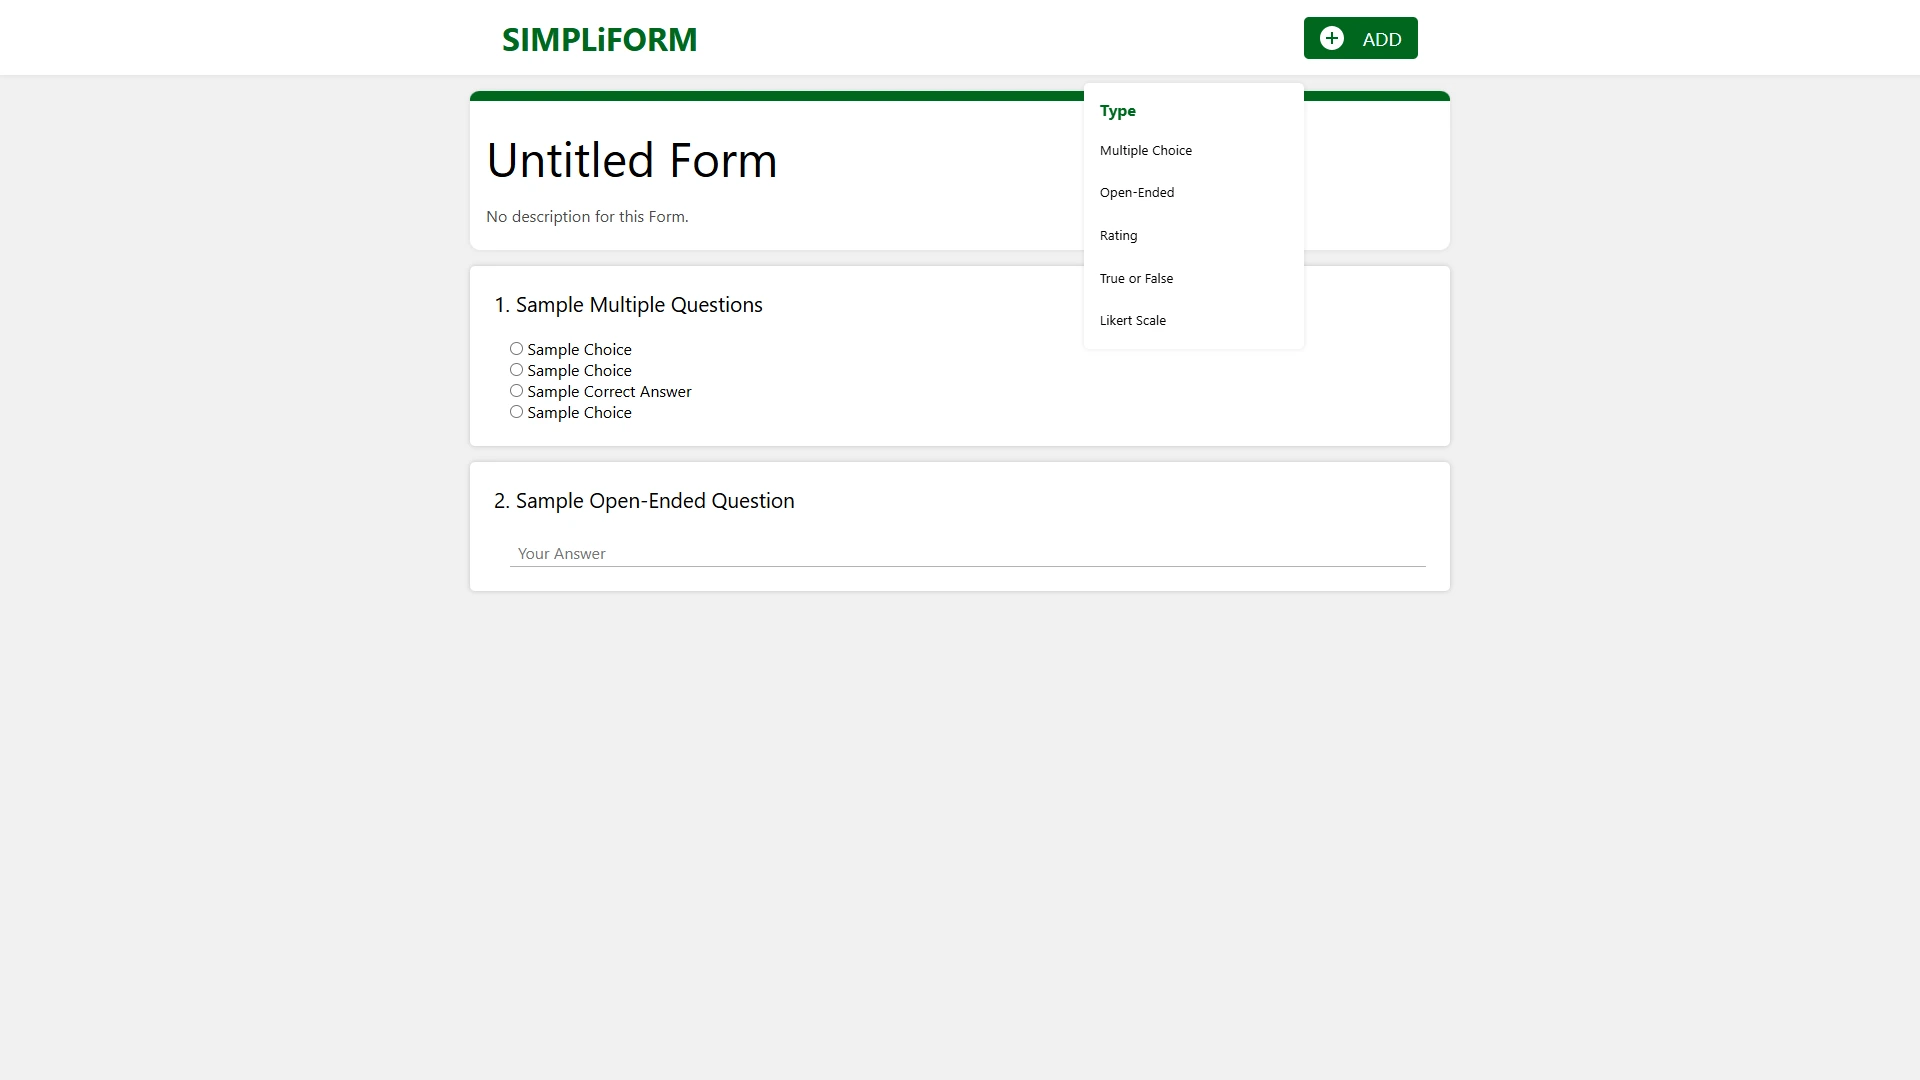 SIMPLiFORM
ADD
Type
Multiple Choice
Open-Ended
Rating
True or False
Likert Scale
Untitled Form
No description for this Form.
1. Sample Multiple Questions
Sample Choice
Sample Choice
Sample Correct Answer
Sample Choice
2. Sample Open-Ended Question
Your Answer